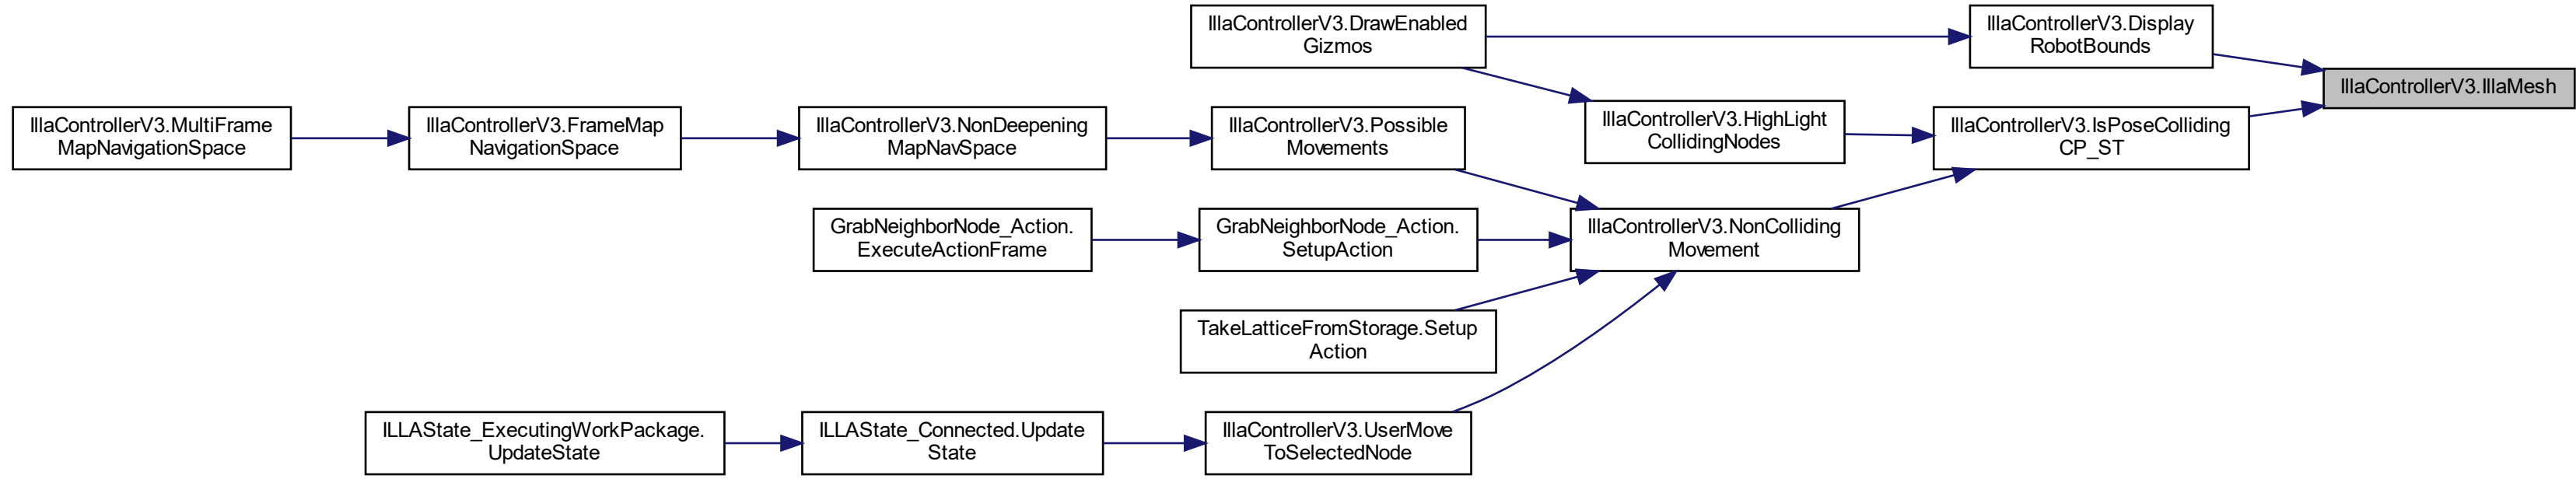 IllaControllerV3.DrawEnabled
Gizmos
IllaControllerV3.Display
RobotBounds
IllaControllerV3.IllaMesh
IllaControllerV3.MultiFrame
MapNavigationSpace
IllaControllerV3.FrameMap
NavigationSpace
IllaControllerV3.NonDeepening
MapNavSpace
IllaControllerV3.Possible
Movements
IllaControllerV3.HighLight
CollidingNodes
IllaControllerV3.IsPoseColliding
CP_ST
GrabNeighborNode_Action.
ExecuteActionFrame
GrabNeighborNode_Action.
SetupAction
IllaControllerV3.NonColliding
Movement
TakeLatticeFromStorage.Setup
Action
ILLAState_ExecutingWorkPackage.
UpdateState
ILLAState_Connected.Update
State
IllaControllerV3.UserMove
ToSelectedNode